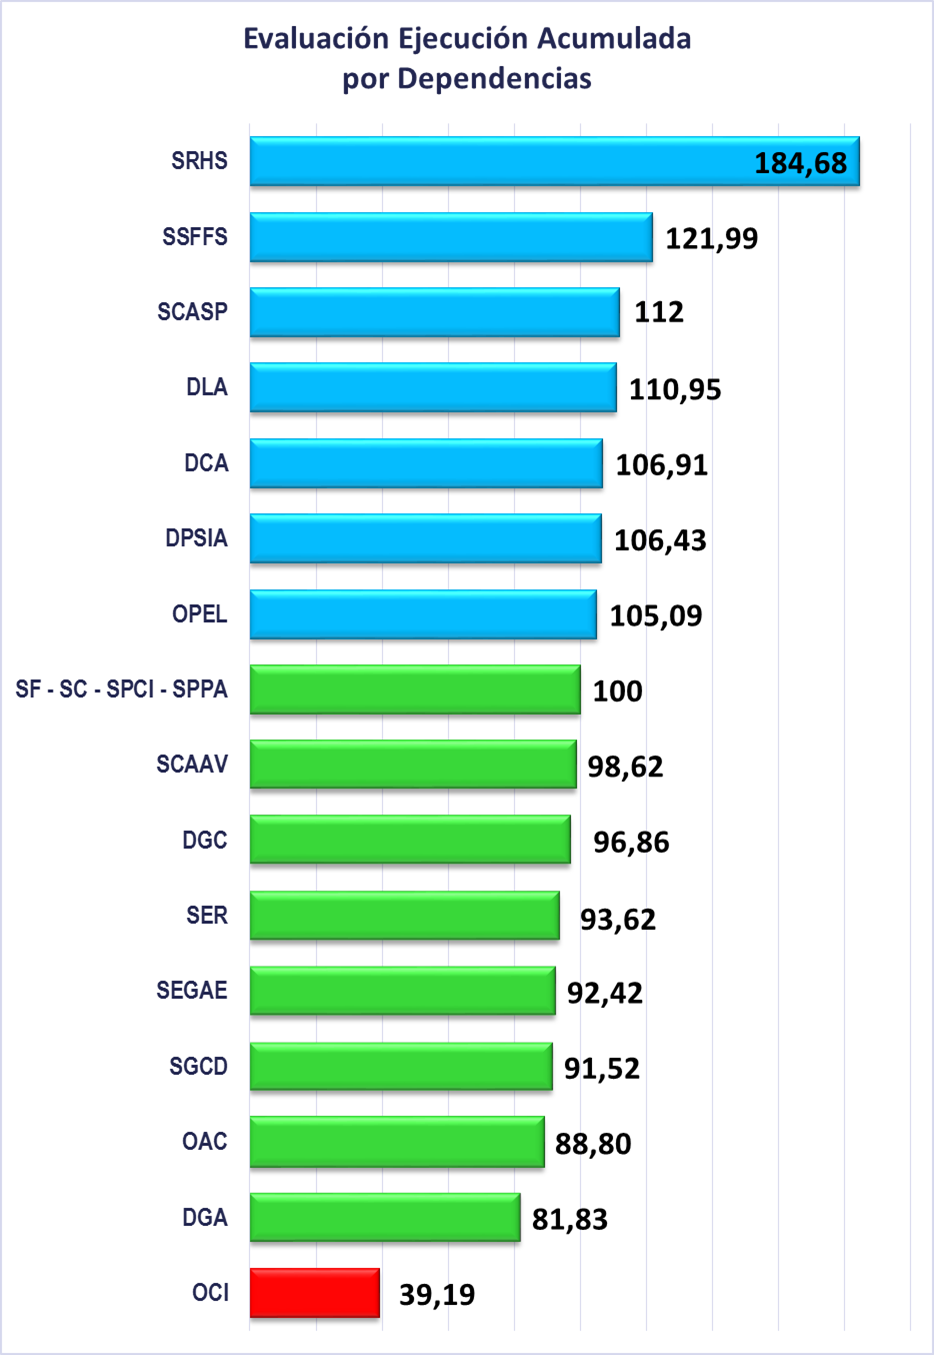 Evaluación Ejecución Acumulada
por Dependencias
SRHS 184,68
SSFFS 121,99
SCASP 112
DLA 110,95
DCA 106,91
DPSIA 106,43
OPEL 105,09
SF - SC - SPCI - SPPA 100
SCAAV 98,62
DGC 96,86
SER 93,62
SEGAE 92,42
SGCD 91,52
OAC 88,80
DGA 81,83
OCI 39,19